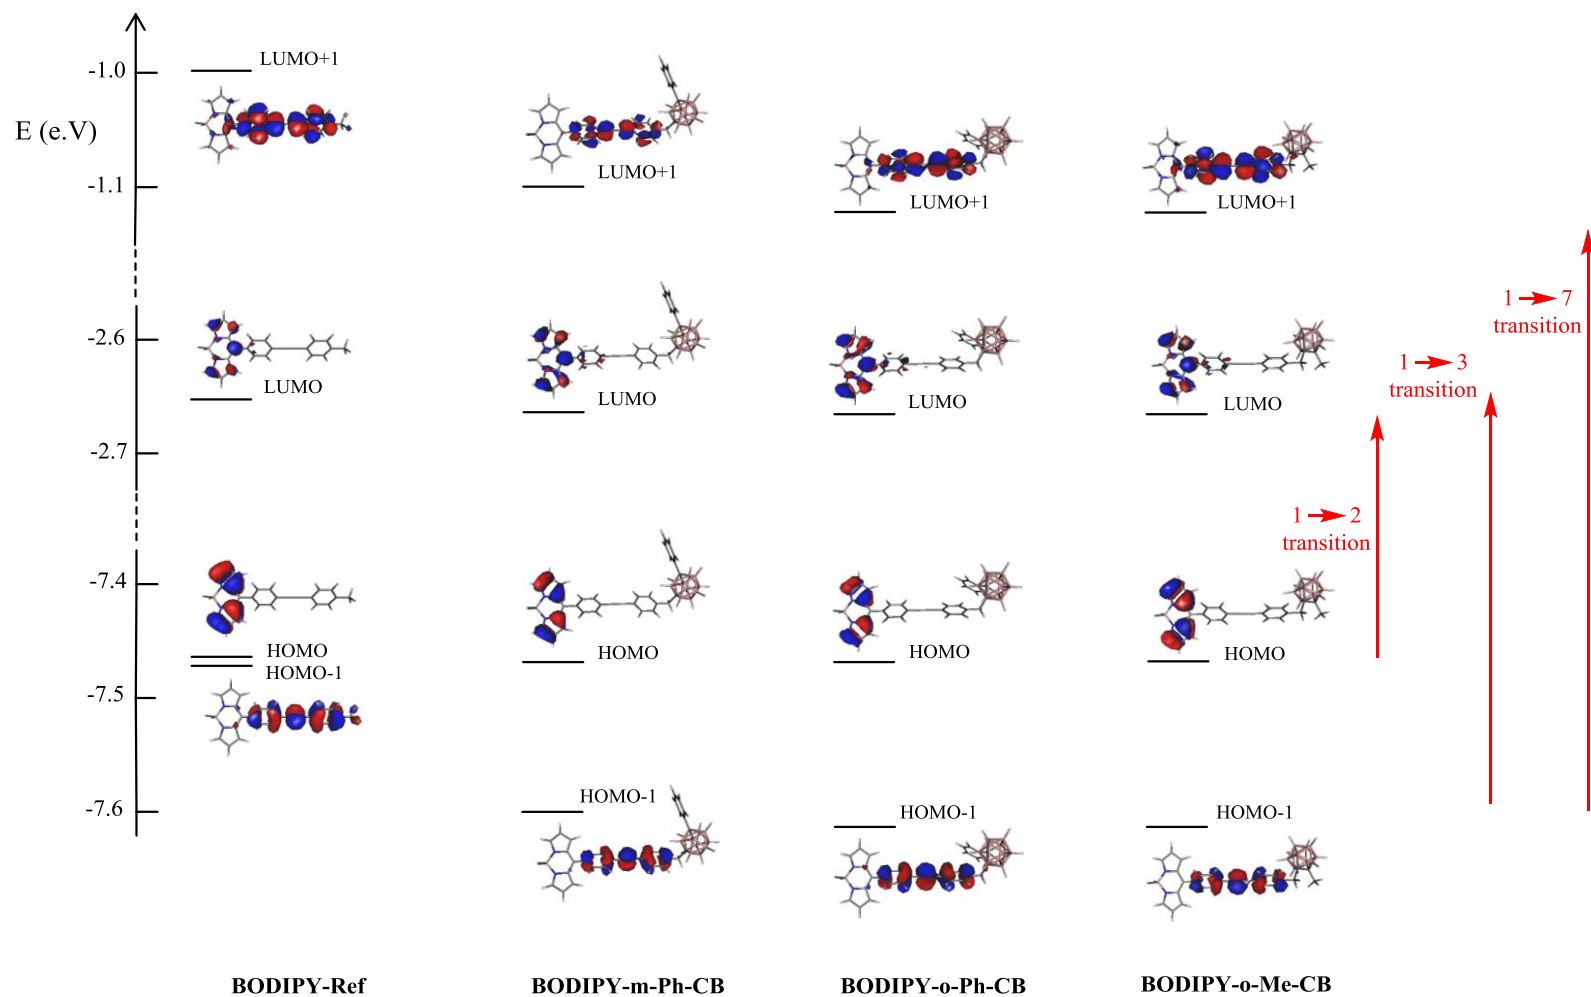 LUMO+1
-1.0
E (e.V)
LUMO+1
-1.1
LUMO+1
LUMO+1
1 → 7
transition
-2.6
1 → 3
transition
LUMO
LUMO
LUMO
LUMO
-2.7
1 → 2
transition
-7.4
HOMO
HOMO
HOMO
HOMO
HOMO-1
-7.5
-7.6
HOMO-1
HOMO-1
HOMO-1
BODIPY-Ref
BODIPY-m-Ph-CB
BODIPY-o-Ph-CB
BODIPY-o-Me-CB